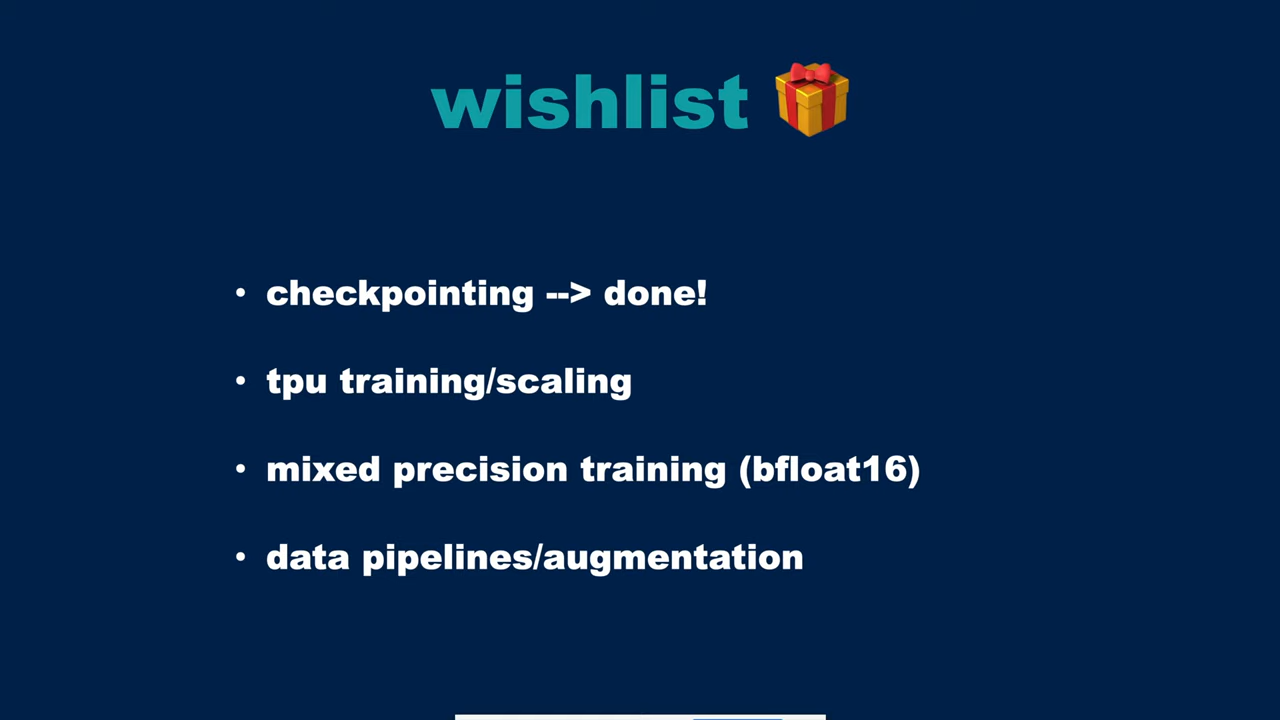 wishlist 🎁
• checkpointing --> done!
• tpu training/scaling
• mixed precision training (bfloat16)
• data pipelines/augmentation